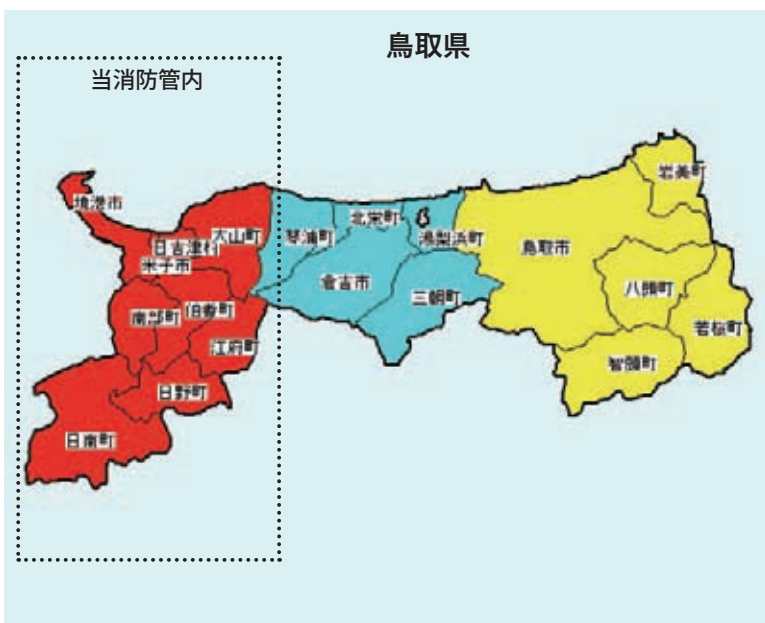 鳥取県
当消防管内
境港市
大山町
日吉津村
米子市
南部町
伯耆町
江府町
日野町
日南町
琴浦町
北栄町
湯梨浜町
倉吉市
三朝町
鳥取市
岩美町
八頭町
若桜町
智頭町